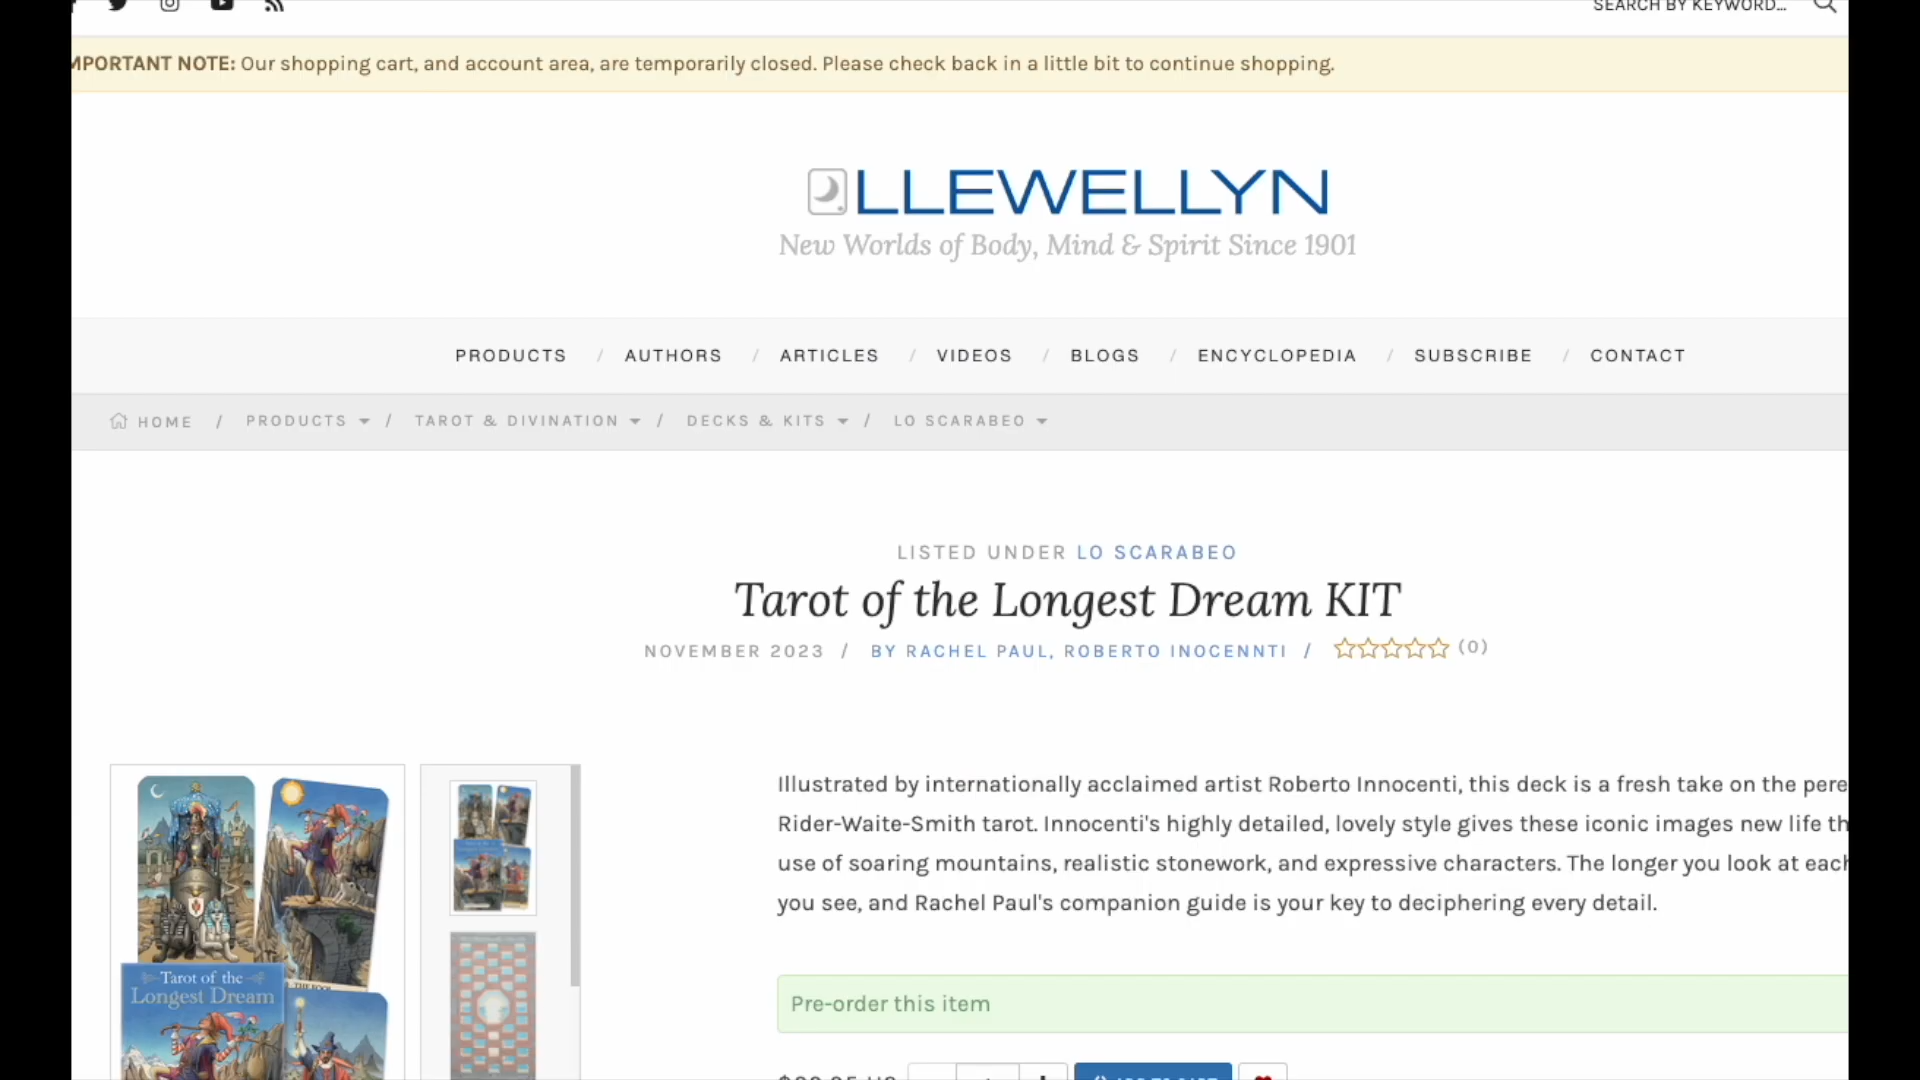 SEARCH BY KEYWORD...
MPORTANT NOTE: Our shopping cart, and account area, are temporarily closed. Please check back in a little bit to continue shopping.
LLEWELLYN
New Worlds of Body, Mind & Spirit Since 1901
PRODUCTS / AUTHORS / ARTICLES / VIDEOS / BLOGS / ENCYCLOPEDIA / SUBSCRIBE / CONTACT
HOME / PRODUCTS / TAROT & DIVINATION / DECKS & KITS / LO SCARABEO
LISTED UNDER LO SCARABEO
Tarot of the Longest Dream KIT
NOVEMBER 2023 / BY RACHEL PAUL, ROBERTO INOCENNTI / (0)
Illustrated by internationally acclaimed artist Roberto Innocenti, this deck is a fresh take on the pere
Rider-Waite-Smith tarot. Innocenti's highly detailed, lovely style gives these iconic images new life th
use of soaring mountains, realistic stonework, and expressive characters. The longer you look at each
you see, and Rachel Paul's companion guide is your key to deciphering every detail.
Tarot of the
Longest Dream
THE FOOL
Pre-order this item